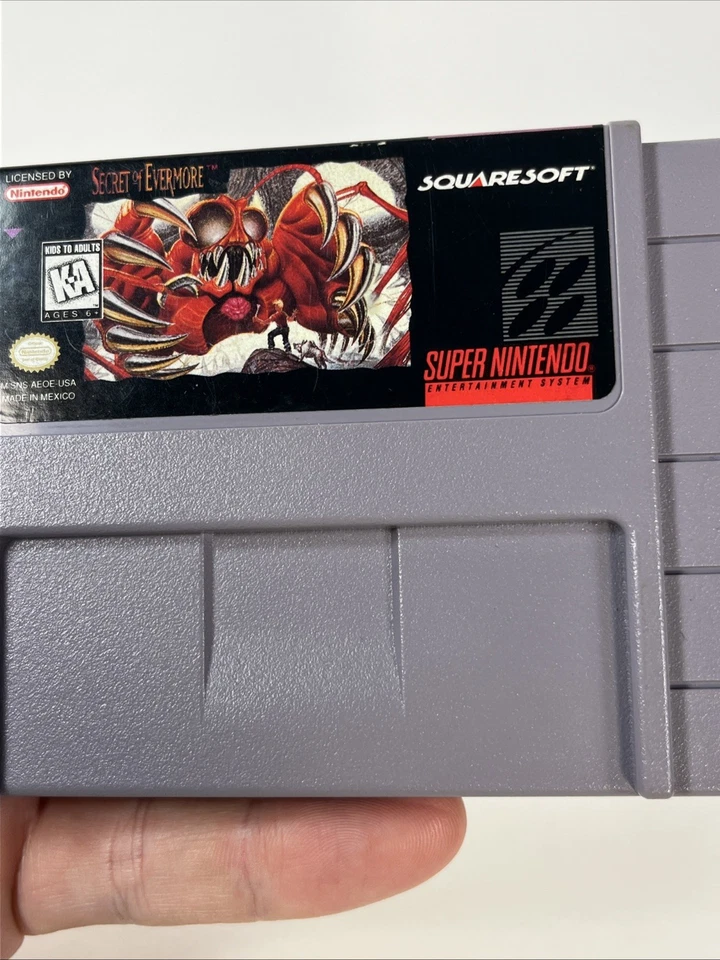 LICENSED BY
Nintendo
SECRET OF EVERMORE™
SQUARESOFT
KIDS TO ADULTS
K-A
AGES 6+
M/SNS AEOE-USA
MADE IN MEXICO
SUPER NINTENDO
ENTERTAINMENT SYSTEM